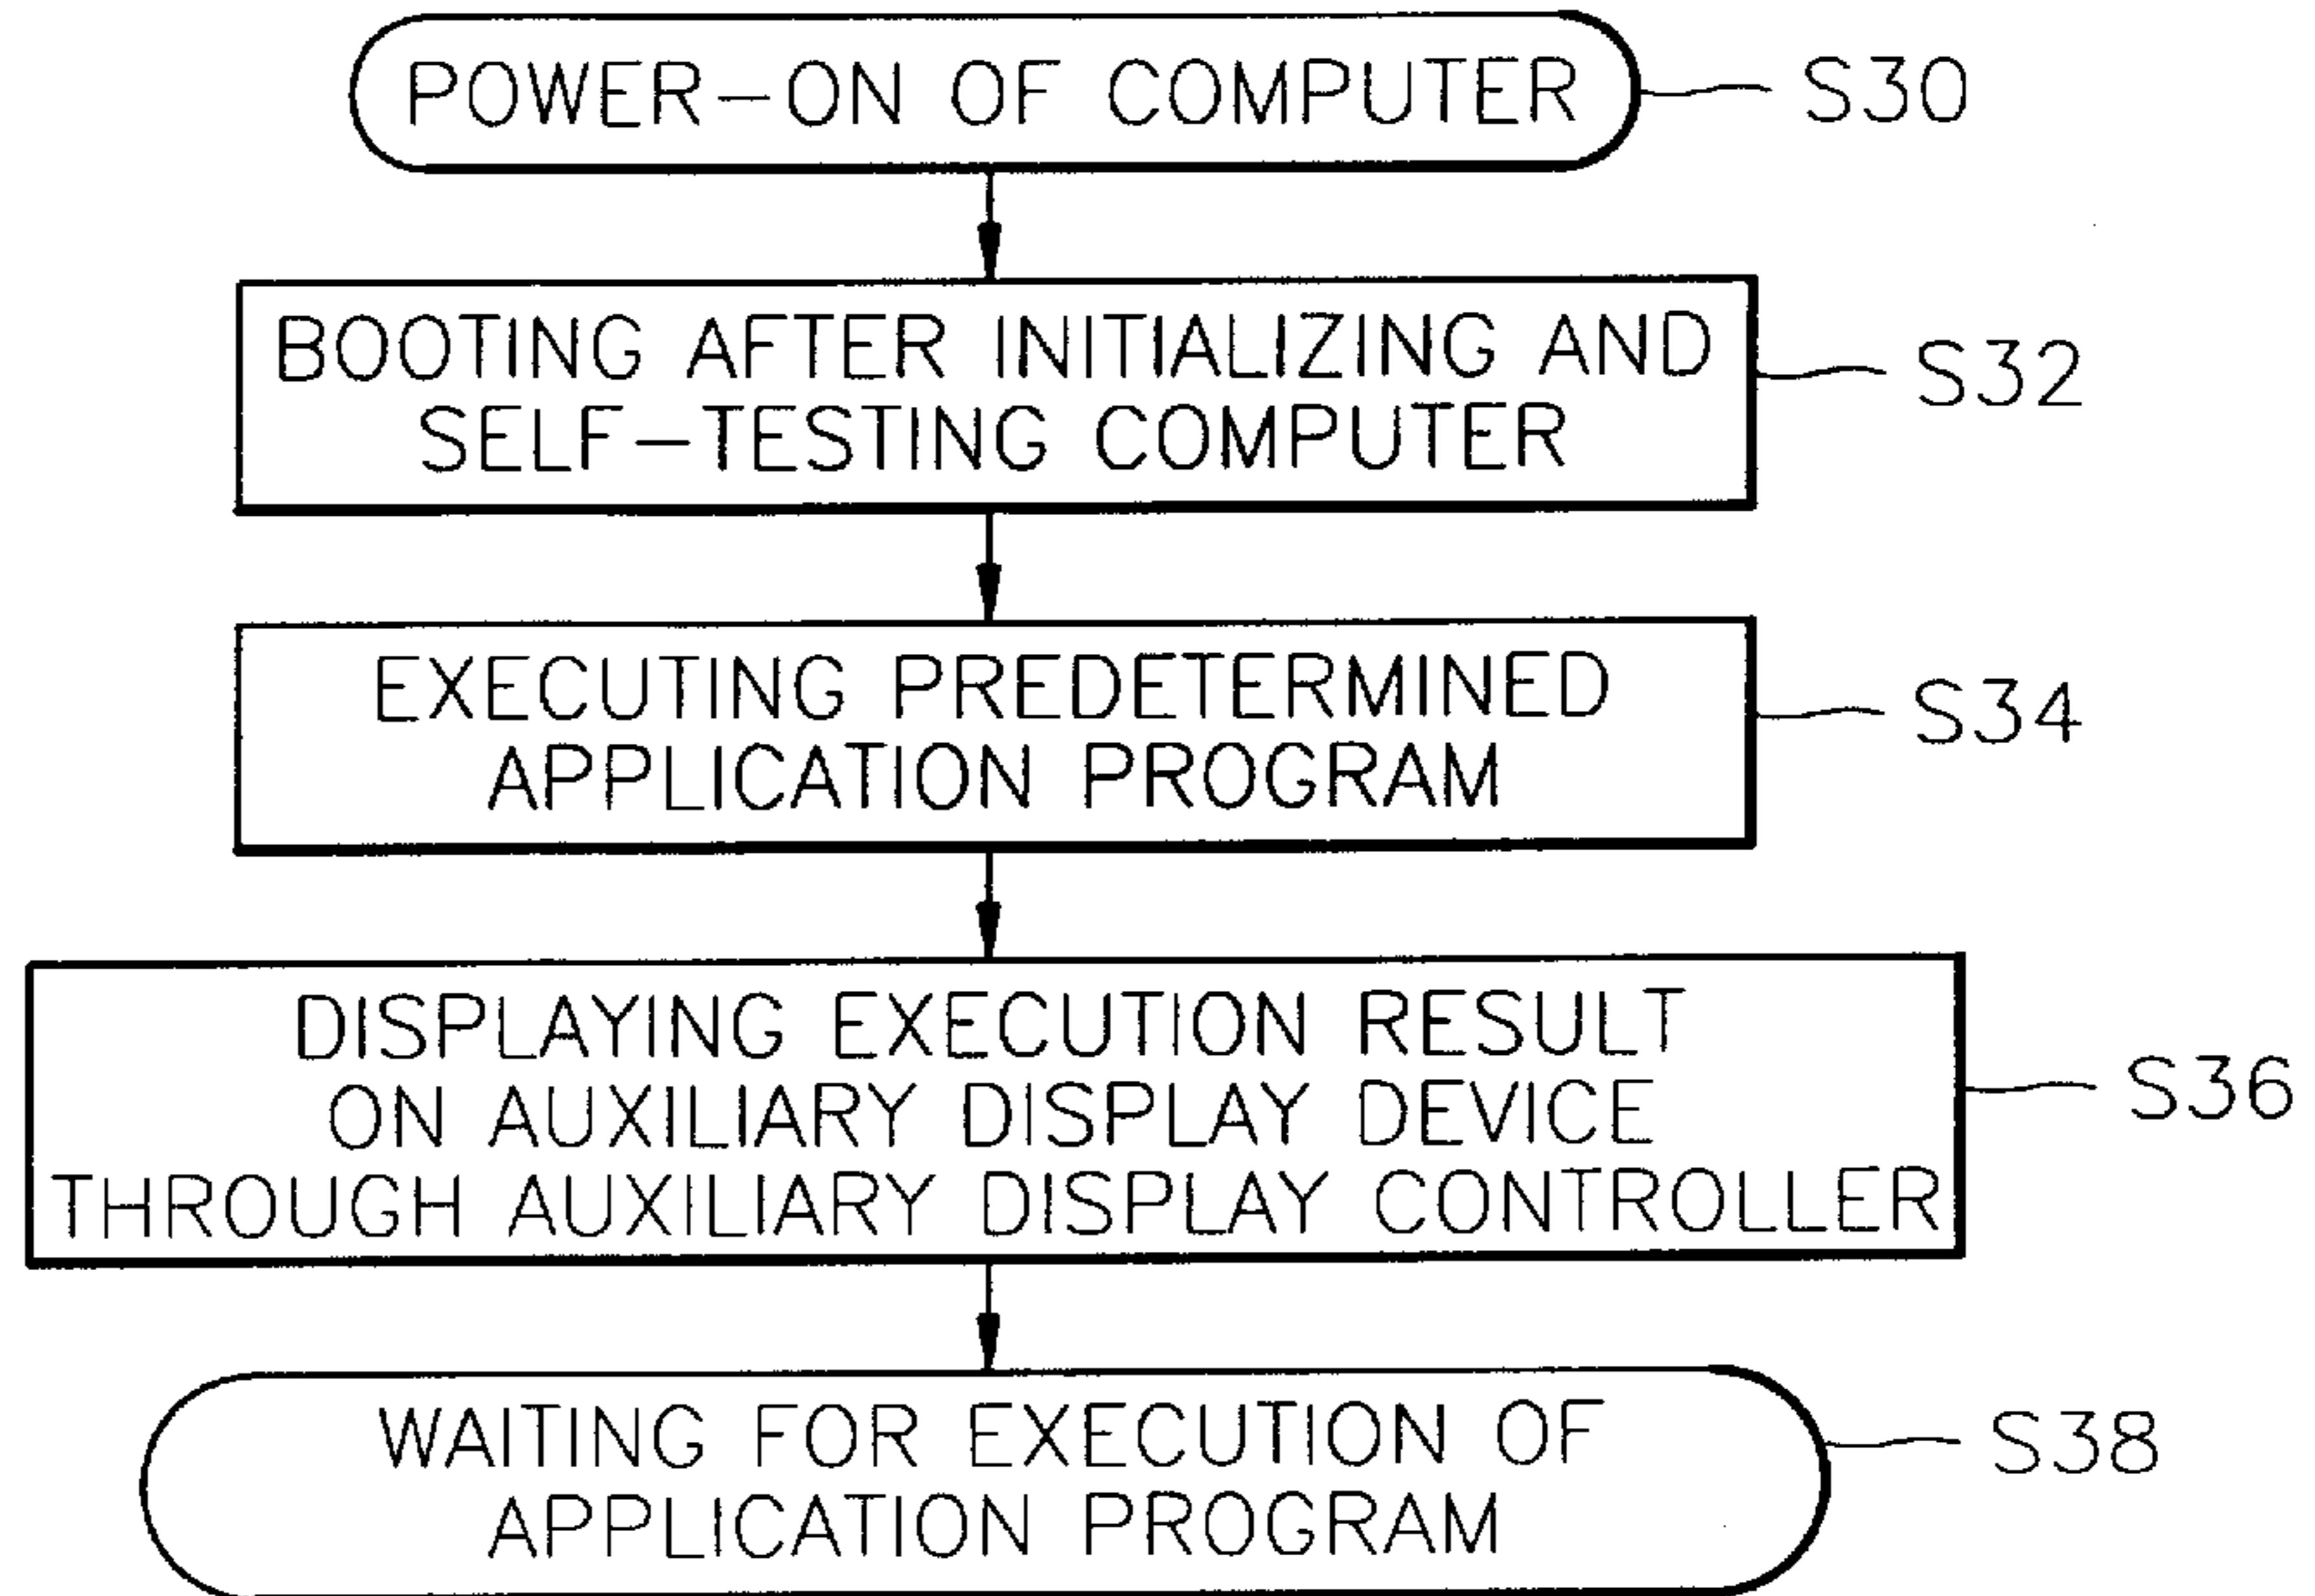 POWER-ON OF COMPUTER
S30
BOOTING AFTER INITIALIZING AND
SELF-TESTING COMPUTER
S32
EXECUTING PREDETERMINED
APPLICATION PROGRAM
S34
DISPLAYING EXECUTION RESULT
ON AUXILIARY DISPLAY DEVICE
THROUGH AUXILIARY DISPLAY CONTROLLER
S36
WAITING FOR EXECUTION OF
APPLICATION PROGRAM
S38